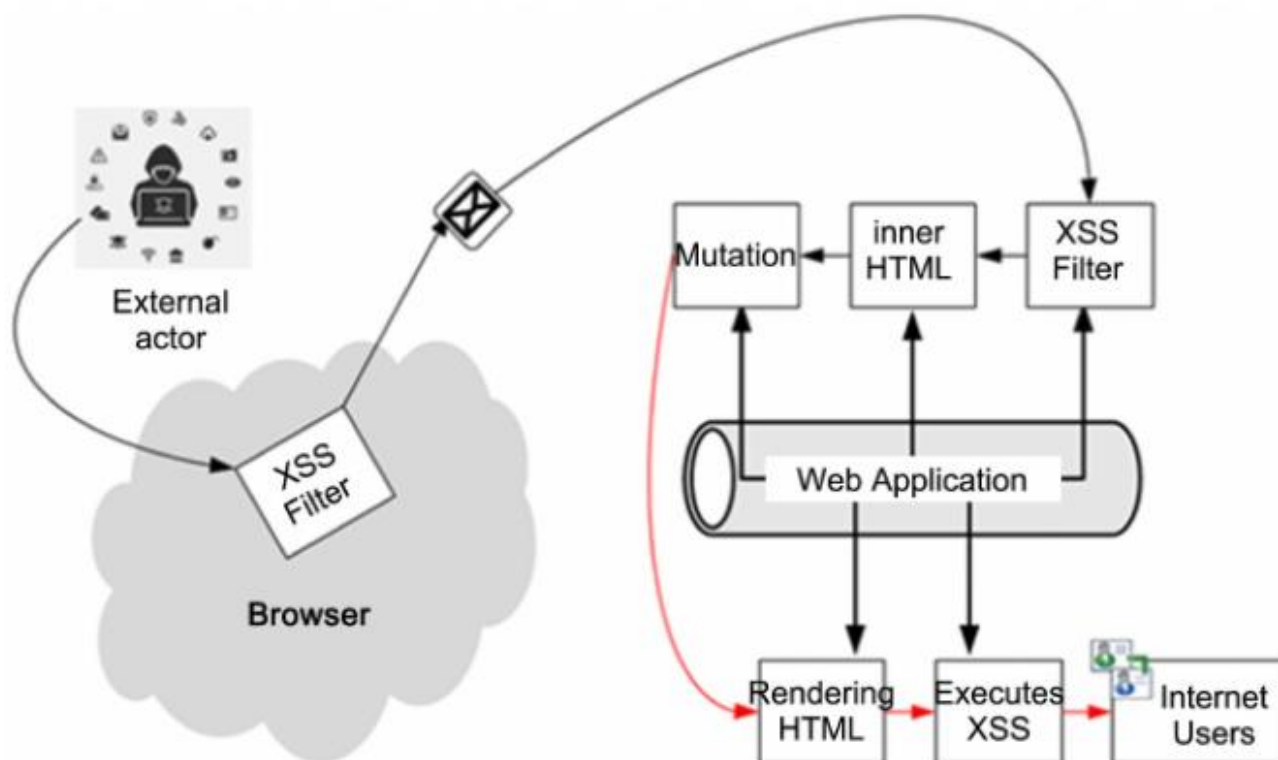 External
actor
XSS
Filter
Browser
Mutation
inner
HTML
XSS
Filter
Web Application
Rendering
HTML
Executes
XSS
Internet
Users